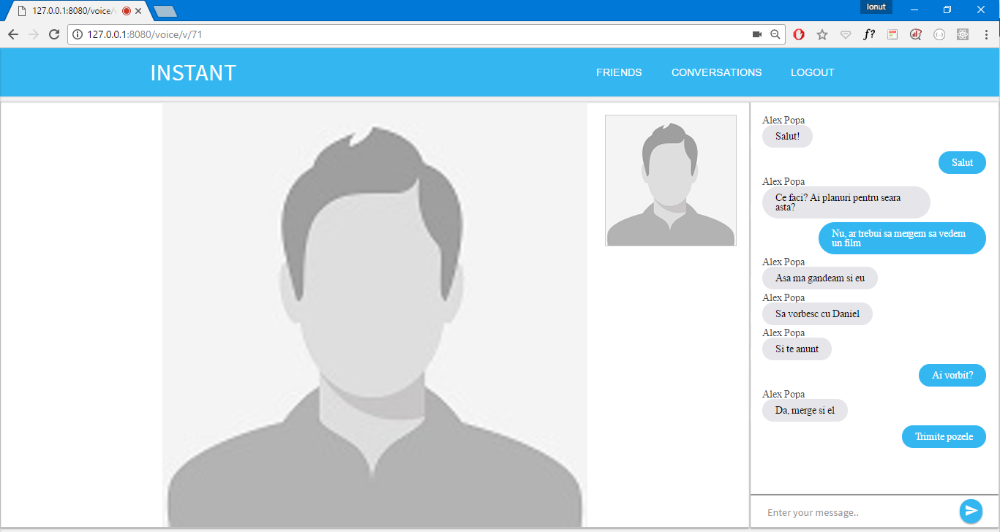 Ionut
127.0.0.1:8080/voice/
127.0.0.1:8080/voice/v/71
f?
INSTANT
FRIENDS
CONVERSATIONS
LOGOUT
Alex Popa
Salut!
Salut
Alex Popa
Ce faci? Ai planuri pentru seara
asta?
Nu, ar trebui sa mergem sa vedem
un film
Alex Popa
Asa ma gandeam si eu
Alex Popa
Sa vorbesc cu Daniel
Alex Popa
Si te anunt
Ai vorbit?
Alex Popa
Da, merge si el
Trimite pozele
Enter your message..